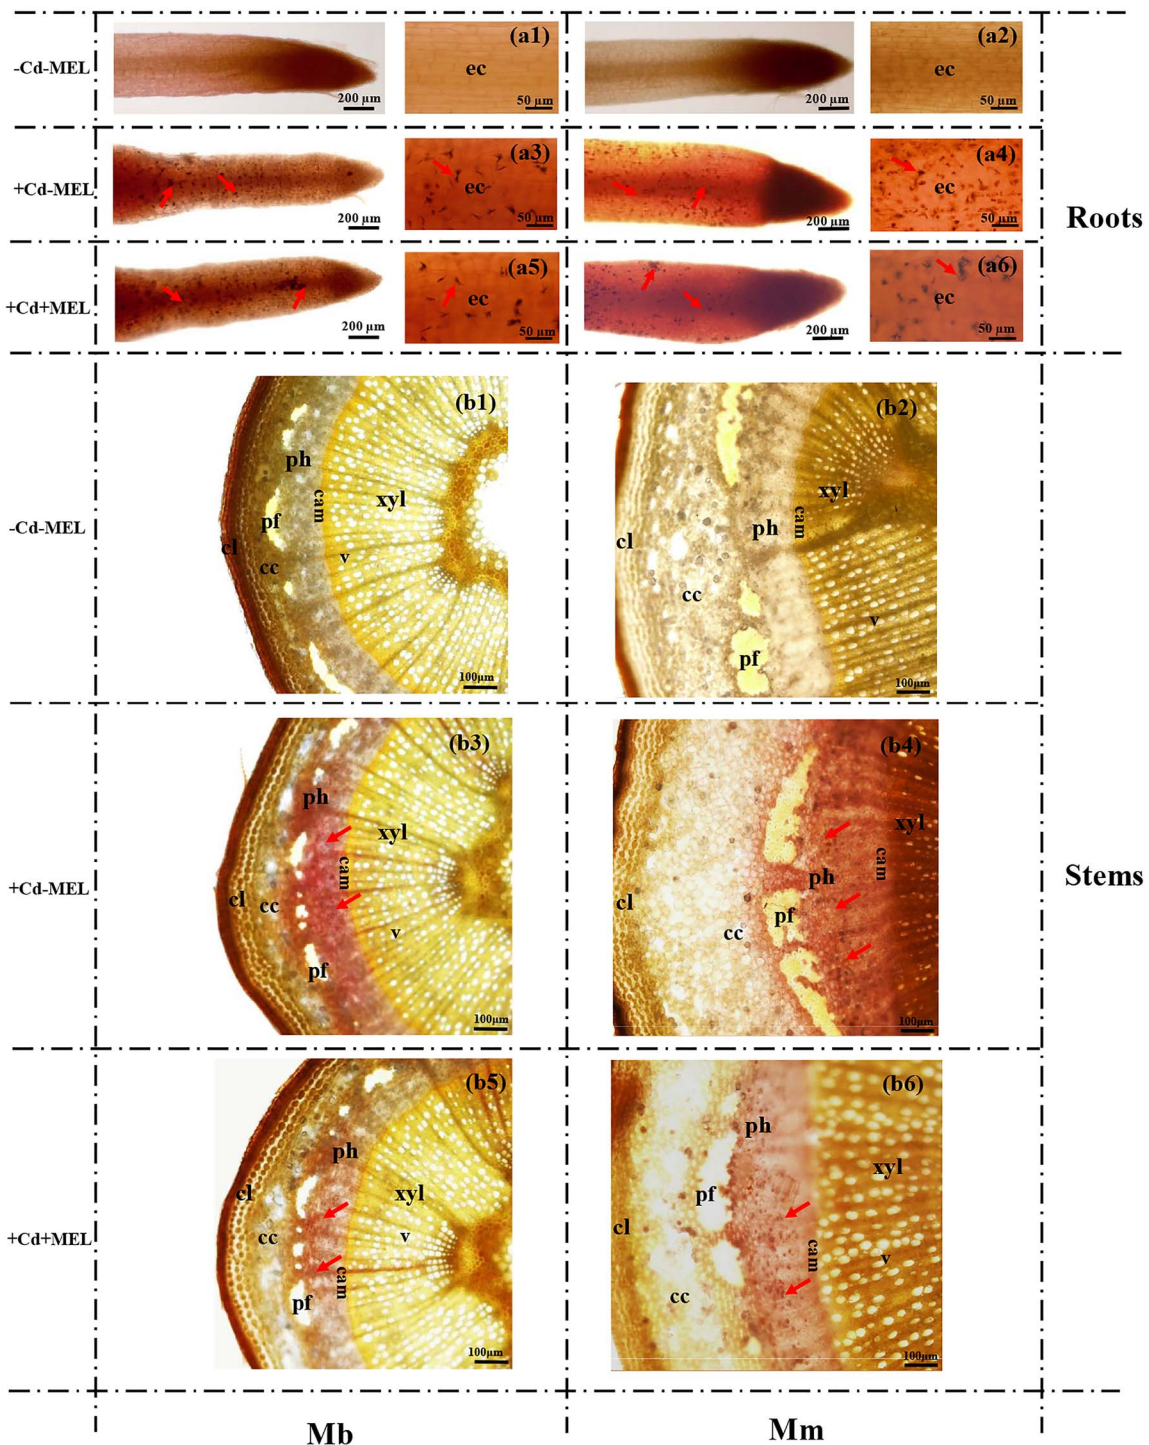 -Cd-MEL
(a1)
ec
200 µm
50 µm
(a2)
ec
200 µm
50 µm
+Cd-MEL
(a3)
ec
200 µm
50 µm
(a4)
ec
200 µm
50 µm
Roots
+Cd+MEL
(a5)
ec
200 µm
50 µm
(a6)
ec
200 µm
50 µm
-Cd-MEL
(b1)
ph
cam
xyl
pf
v
cl
cc
100µm
(b2)
xyl
ph
cam
cl
cc
v
pf
100µm
+Cd-MEL
(b3)
ph
xyl
cam
cl
cc
v
pf
100µm
(b4)
xyl
cam
ph
cl
pf
cc
100µm
Stems
+Cd+MEL
(b5)
ph
cl
xyl
cc
v
cam
pf
100µm
(b6)
ph
xyl
pf
cl
cam
v
cc
100µm
Mb
Mm